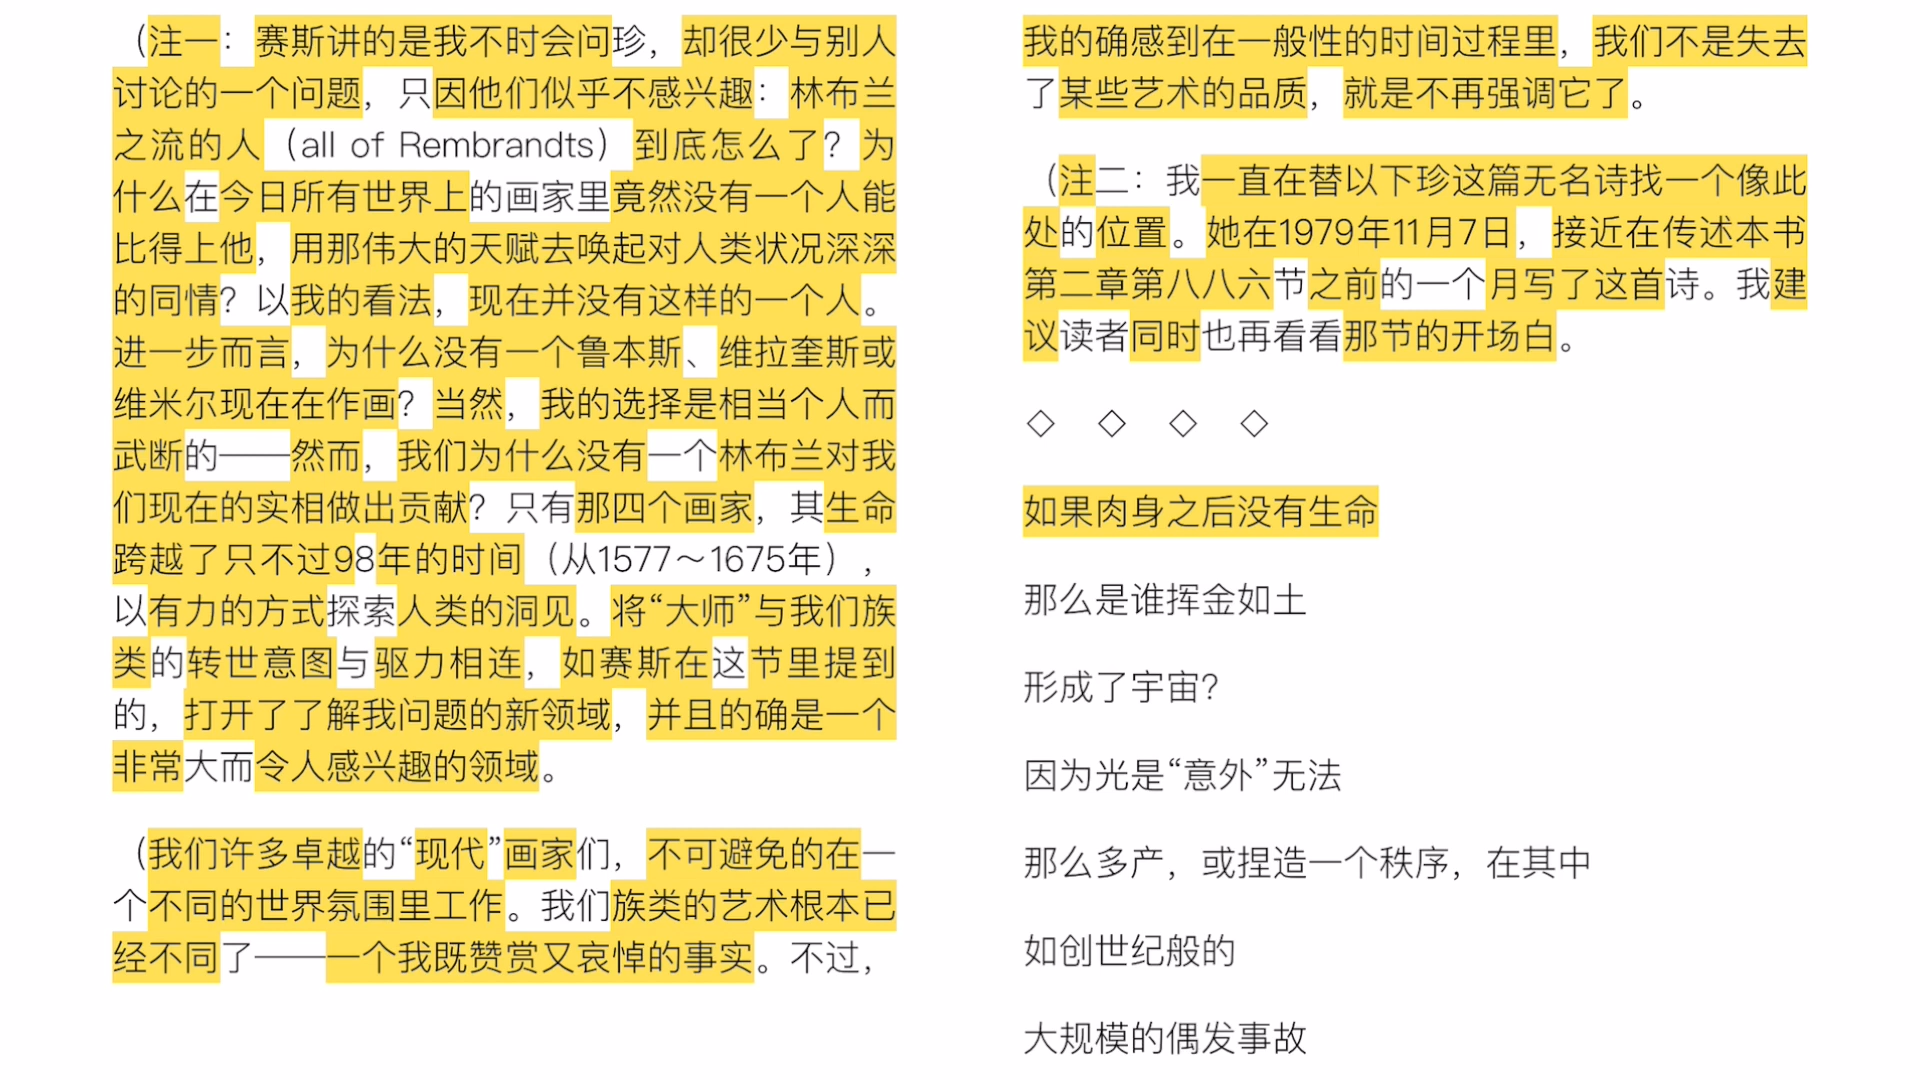 （注一：赛斯讲的是我不时会问珍，却很少与别人
讨论的一个问题，只因他们似乎不感兴趣：林布兰
之流的人（all of Rembrandts）到底怎么了？为
什么在今日所有世界上的画家里竟然没有一个人能
比得上他，用那伟大的天赋去唤起对人类状况深深
的同情？以我的看法，现在并没有这样的一个人。
进一步而言，为什么没有一个鲁本斯、维拉奎斯或
维米尔现在在作画？当然，我的选择是相当个人而
武断的——然而，我们为什么没有一个林布兰对我
们现在的实相做出贡献？只有那四个画家，其生命
跨越了只不过98年的时间（从1577～1675年），
以有力的方式探索人类的洞见。将“大师”与我们族
类的转世意图与驱力相连，如赛斯在这节里提到
的，打开了了解我问题的新领域，并且的确是一个
非常大而令人感兴趣的领域。
（我们许多卓越的“现代”画家们，不可避免的在一
个不同的世界氛围里工作。我们族类的艺术根本已
经不同了——一个我既赞赏又哀悼的事实。不过，
我的确感到在一般性的时间过程里，我们不是失去
了某些艺术的品质，就是不再强调它了。
（注二：我一直在替以下珍这篇无名诗找一个像此
处的位置。她在1979年11月7日，接近在传述本书
第二章第八八六节之前的一个月写了这首诗。我建
议读者同时也再看看那节的开场白。
◇ ◇ ◇ ◇
如果肉身之后没有生命
那么是谁挥金如土
形成了宇宙？
因为光是“意外”无法
那么多产，或捏造一个秩序，在其中
如创世纪般的
大规模的偶发事故